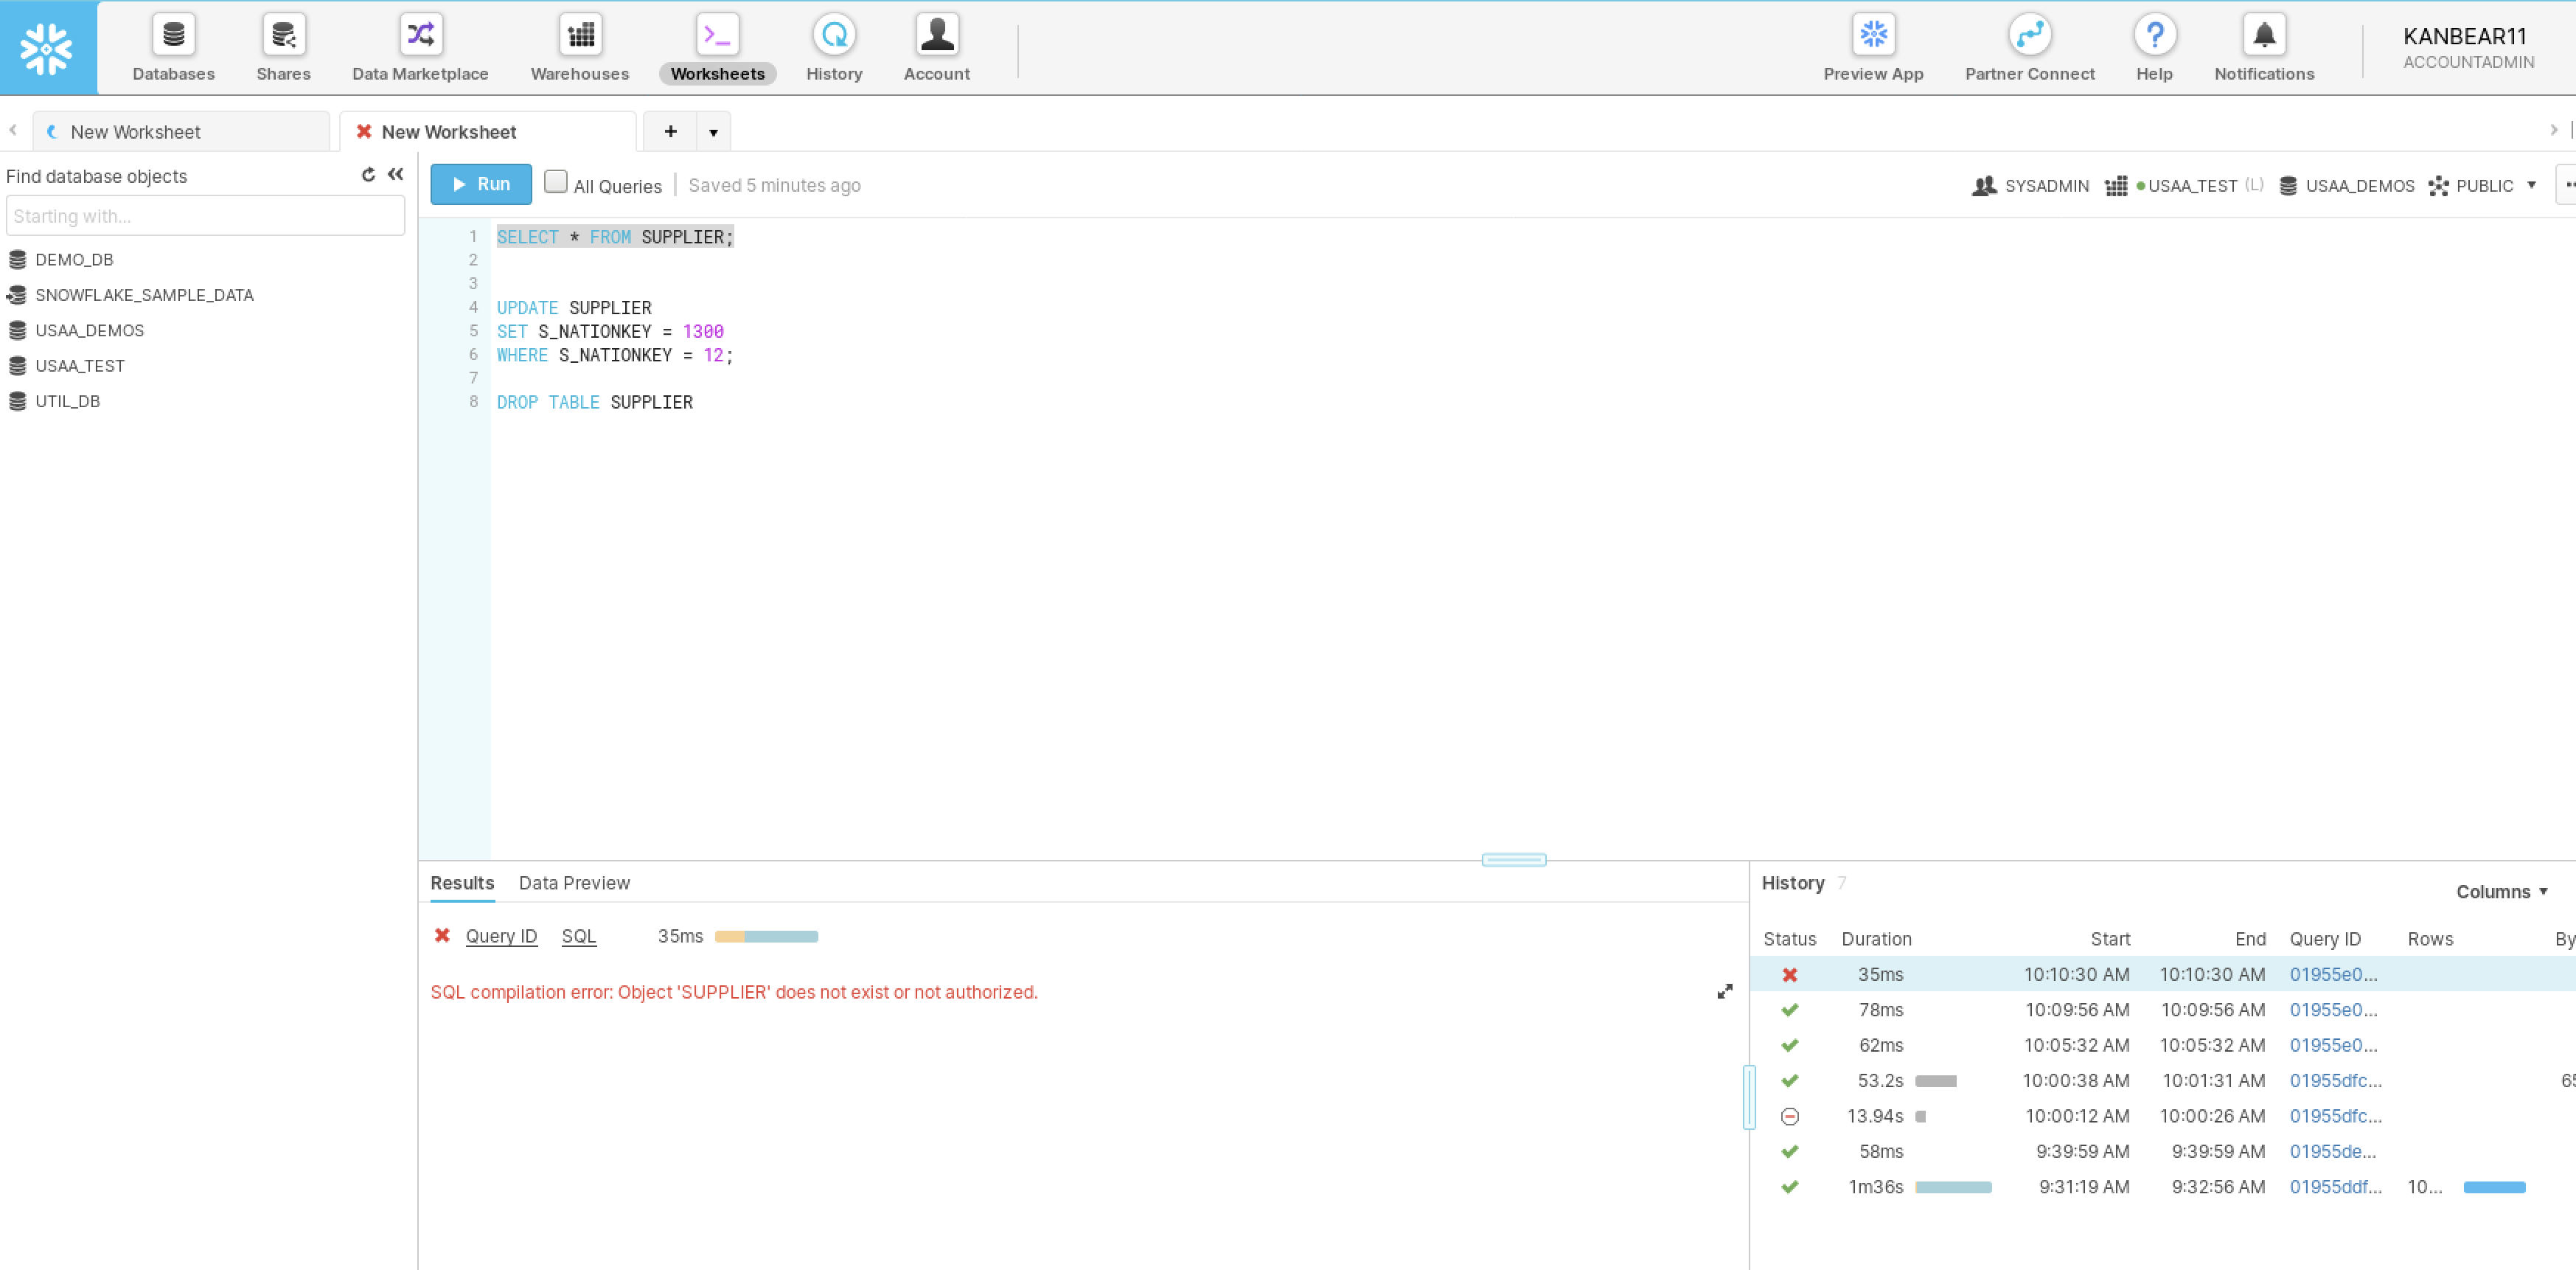 Databases
Shares
Data Marketplace
Warehouses
Worksheets
History
Account
Preview App
Partner Connect
Help
Notifications
KANBEAR11
ACCOUNTADMIN
New Worksheet
New Worksheet
+
Find database objects
Starting with...
DEMO_DB
SNOWFLAKE_SAMPLE_DATA
USAA_DEMOS
USAA_TEST
UTIL_DB
Run All Queries Saved 5 minutes ago
SYSADMIN USAA_TEST (L) USAA_DEMOS PUBLIC
1 SELECT * FROM SUPPLIER;
2
3
4 UPDATE SUPPLIER
5 SET S_NATIONKEY = 1300
6 WHERE S_NATIONKEY = 12;
7
8 DROP TABLE SUPPLIER
Results Data Preview
Query ID SQL 35ms
SQL compilation error: Object 'SUPPLIER' does not exist or not authorized.
History 7
Columns
Status Duration Start End Query ID Rows By
35ms 10:10:30 AM 10:10:30 AM 01955e0...
78ms 10:09:56 AM 10:09:56 AM 01955e0...
62ms 10:05:32 AM 10:05:32 AM 01955e0...
53.2s 10:00:38 AM 10:01:31 AM 01955dfc...
13.94s 10:00:12 AM 10:00:26 AM 01955dfc...
58ms 9:39:59 AM 9:39:59 AM 01955de...
1m36s 9:31:19 AM 9:32:56 AM 01955ddf... 10...